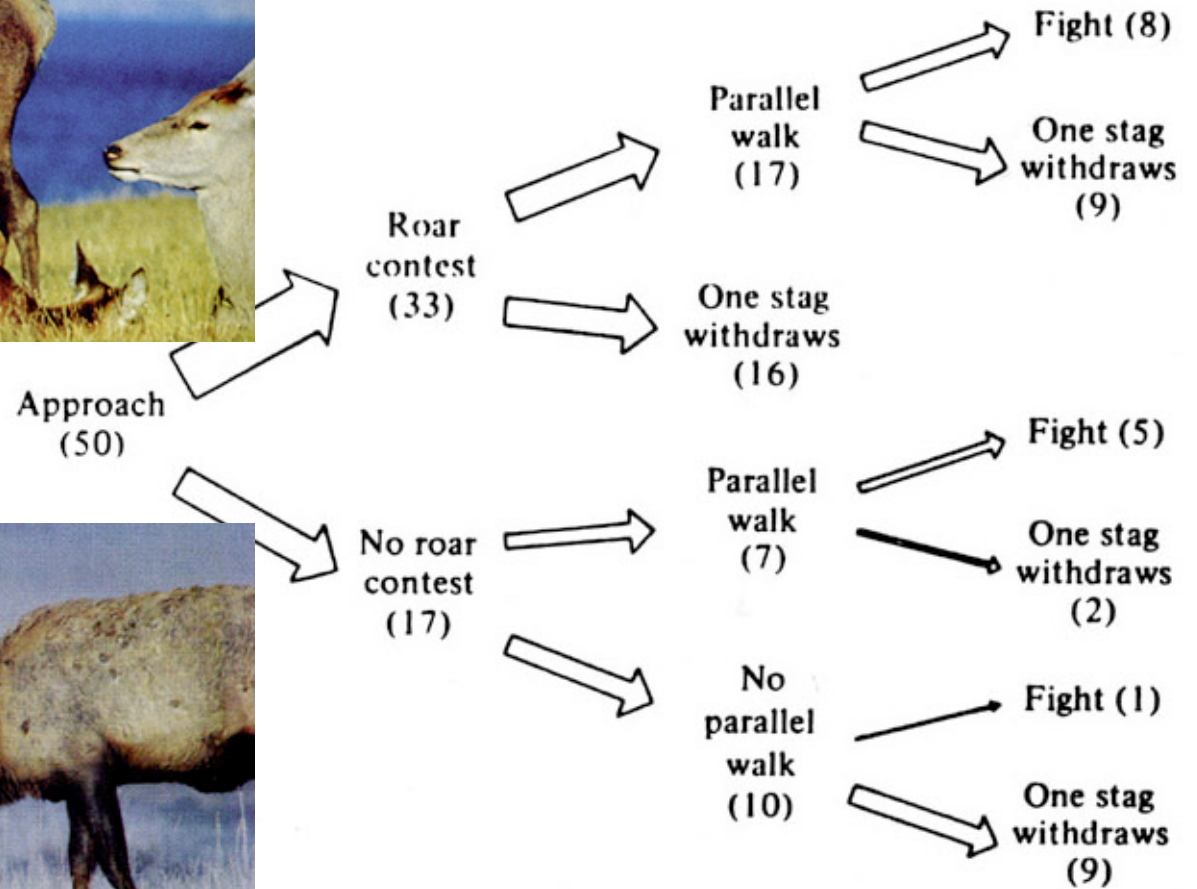 Approach
(50)
Roar
contest
(33)
Parallel
walk
(17)
Fight (8)
One stag
withdraws
(9)
One stag
withdraws
(16)
No roar
contest
(17)
Parallel
walk
(7)
Fight (5)
One stag
withdraws
(2)
No
parallel
walk
(10)
Fight (1)
One stag
withdraws
(9)